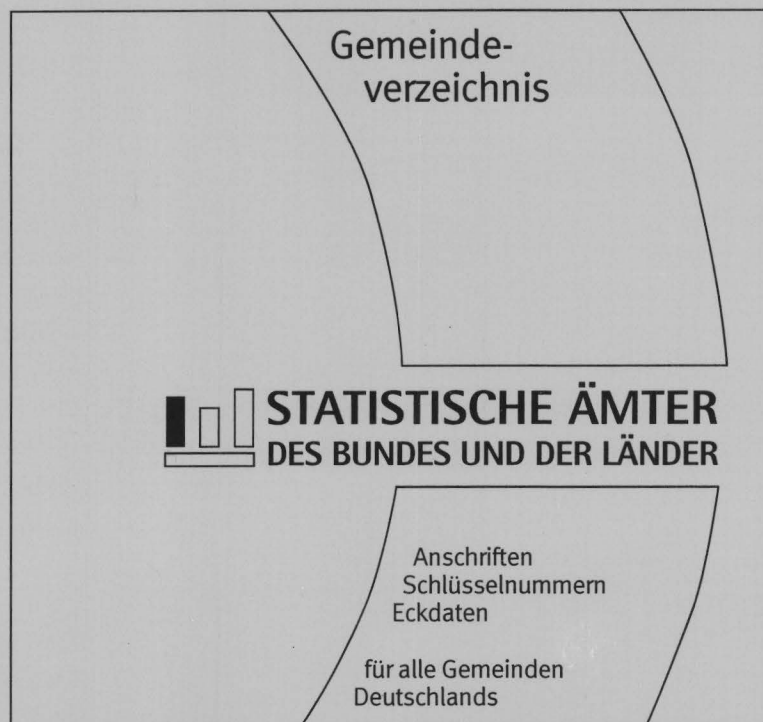 Gemeinde-
verzeichnis
STATISTISCHE ÄMTER
DES BUNDES UND DER LÄNDER
Anschriften
Schlüsselnummern
Eckdaten
für alle Gemeinden
Deutschlands